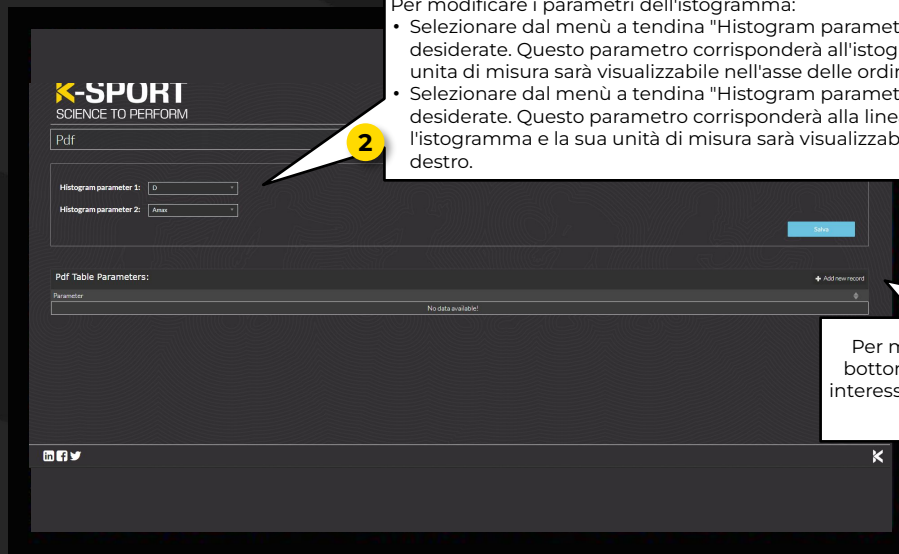 Per modificare i parametri dell'istogramma:
• Selezionare dal menù a tendina "Histogram paramet
desiderate. Questo parametro corrisponderà all'istog
unita di misura sarà visualizzabile nell'asse delle ordi
• Selezionare dal menù a tendina "Histogram paramet
desiderate. Questo parametro corrisponderà alla line
l'istogramma e la sua unità di misura sarà visualizzab
destro.
2
K-SPORT
SCIENCE TO PERFORM
Pdf
Histogram parameter 1: D
Histogram parameter 2: Amax
Salva
Pdf Table Parameters:
+ Add new record
Parameter
No data available!
Per m
botton
interess